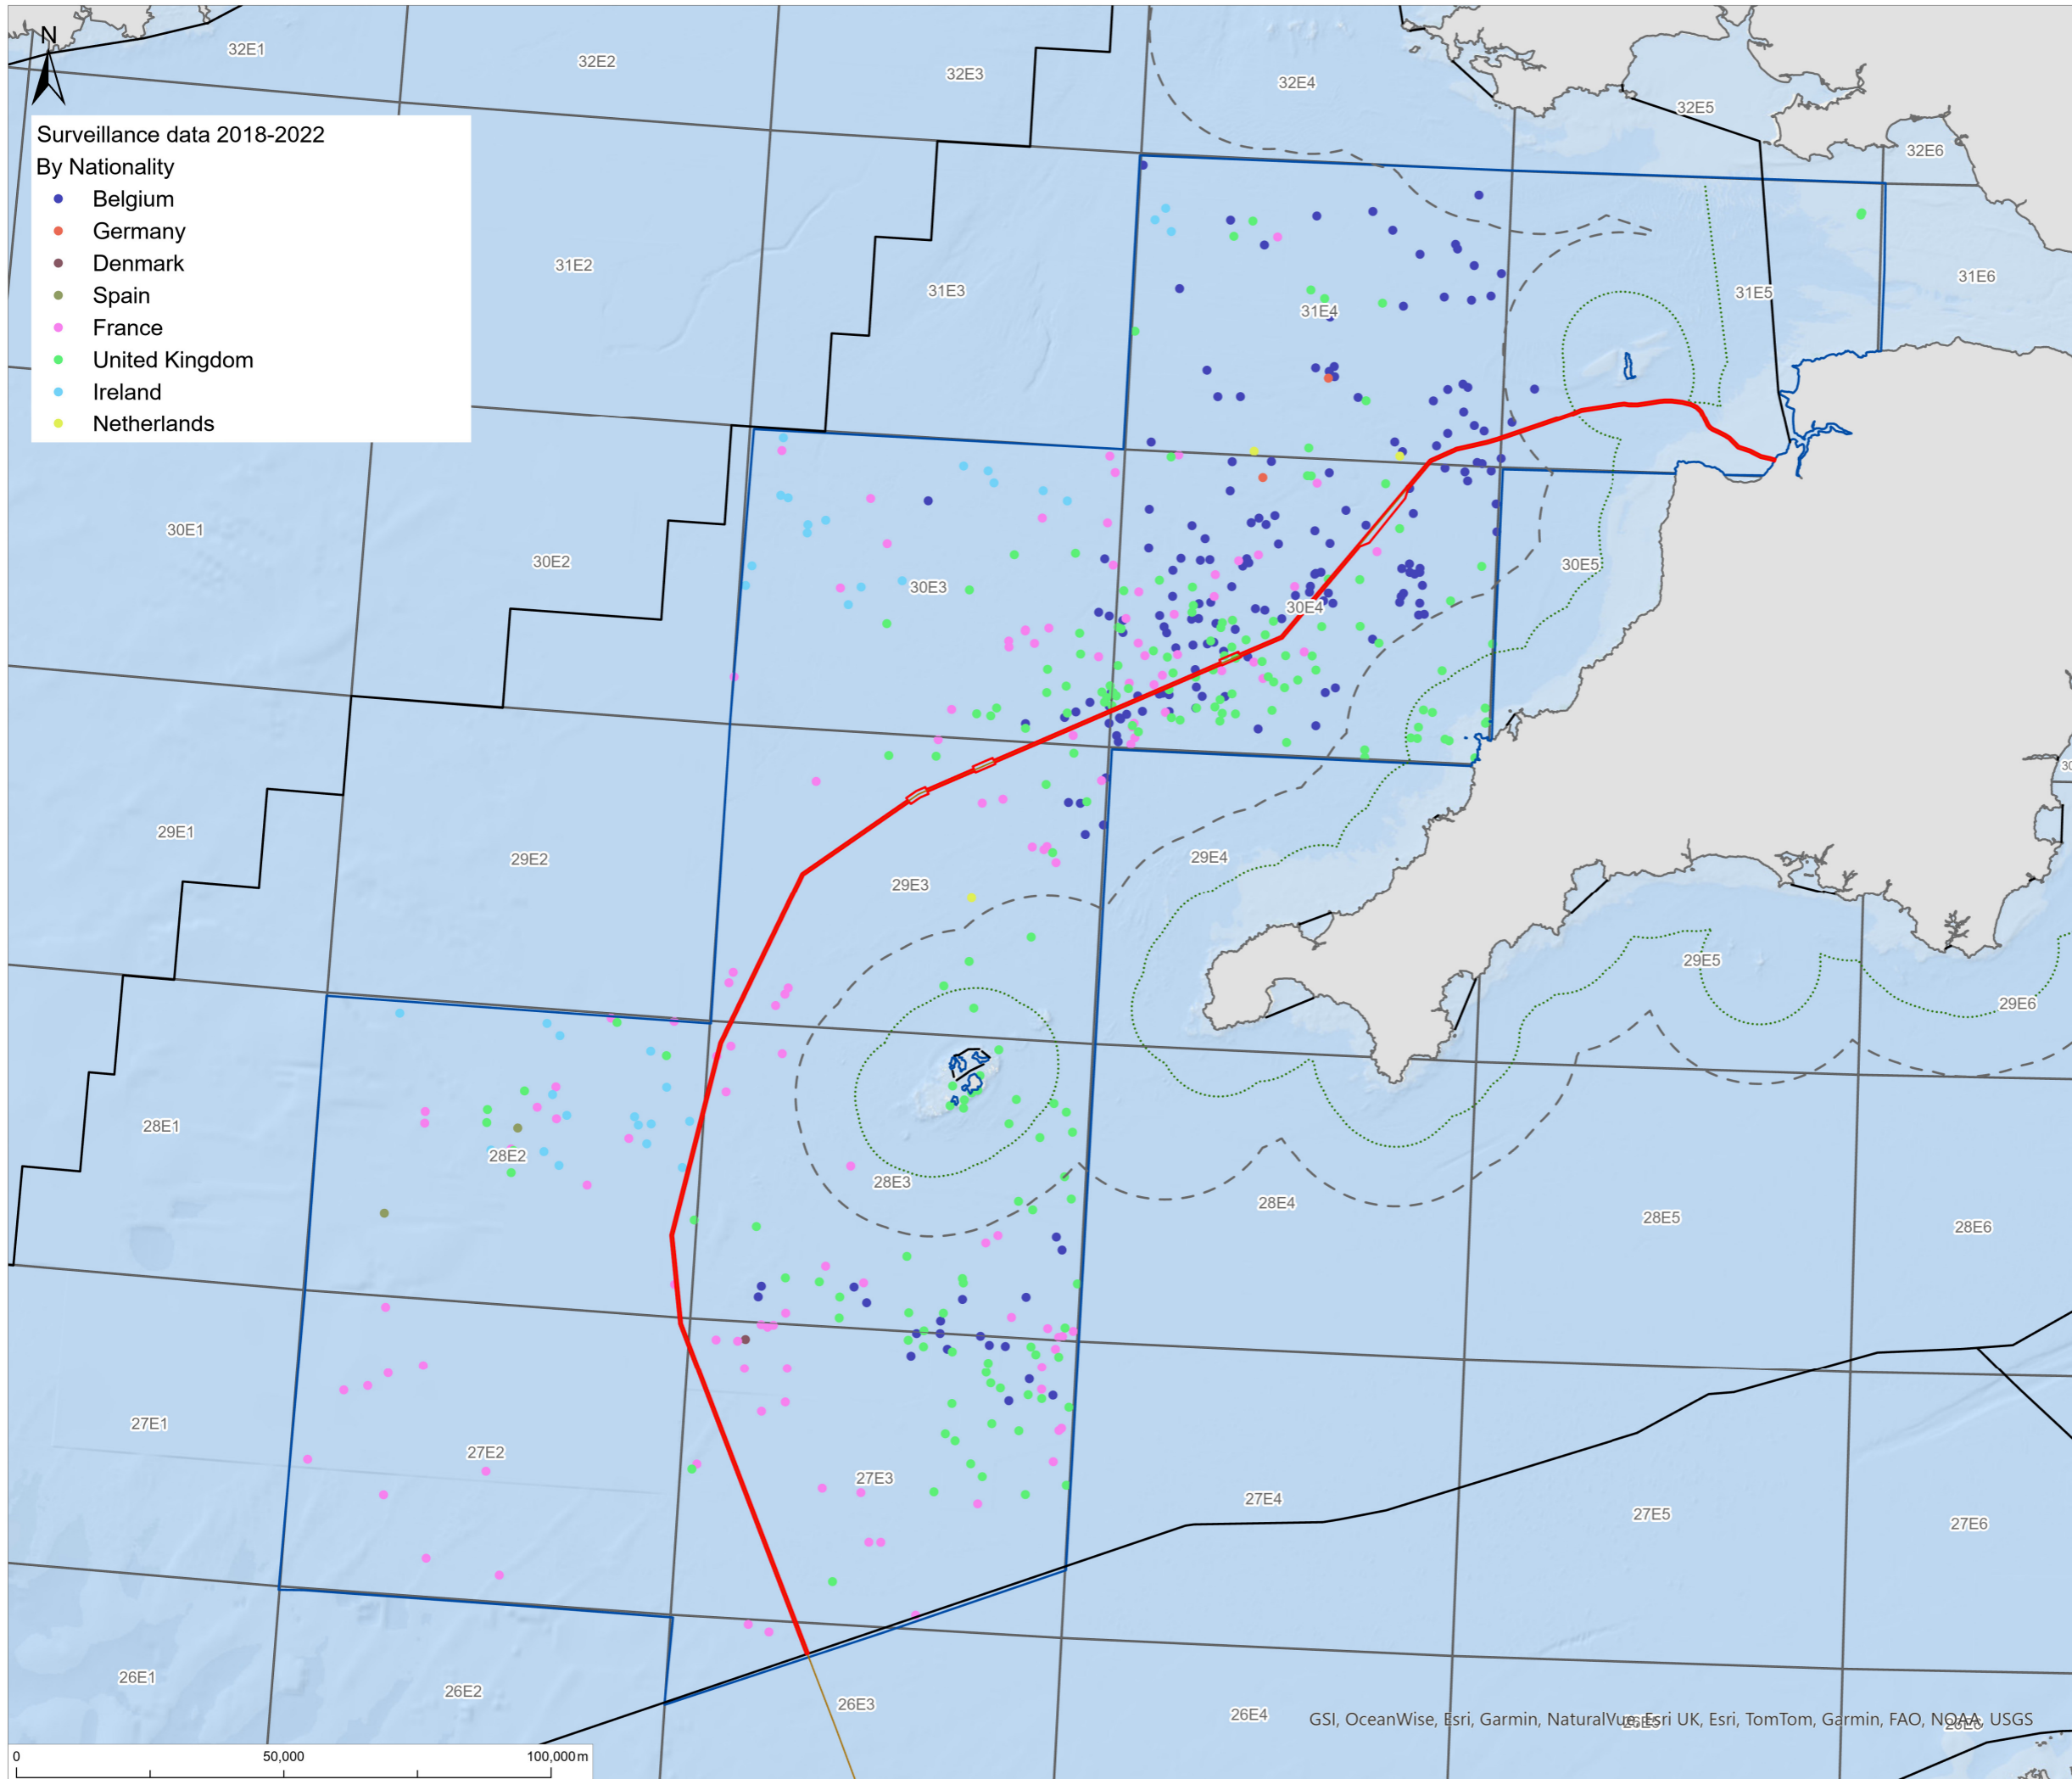 N
32E1
32E2
32E3
32E4
32E5
32E6
Surveillance data 2018-2022
By Nationality
Belgium
Germany
Denmark
Spain
France
United Kingdom
Ireland
Netherlands
31E2
31E3
31E4
31E5
31E6
30E1
30E2
30E3
30E4
30E5
30
29E1
29E2
29E3
29E4
29E5
29E6
28E1
28E2
28E3
28E4
28E5
28E6
27E1
27E2
27E3
27E4
27E5
27E6
26E1
26E2
26E3
26E4
26E5
26E6
GSI, OceanWise, Esri, Garmin, NaturalVue, Esri UK, Esri, TomTom, Garmin, FAO, NOAA, USGS
0 50,000 100,000 m